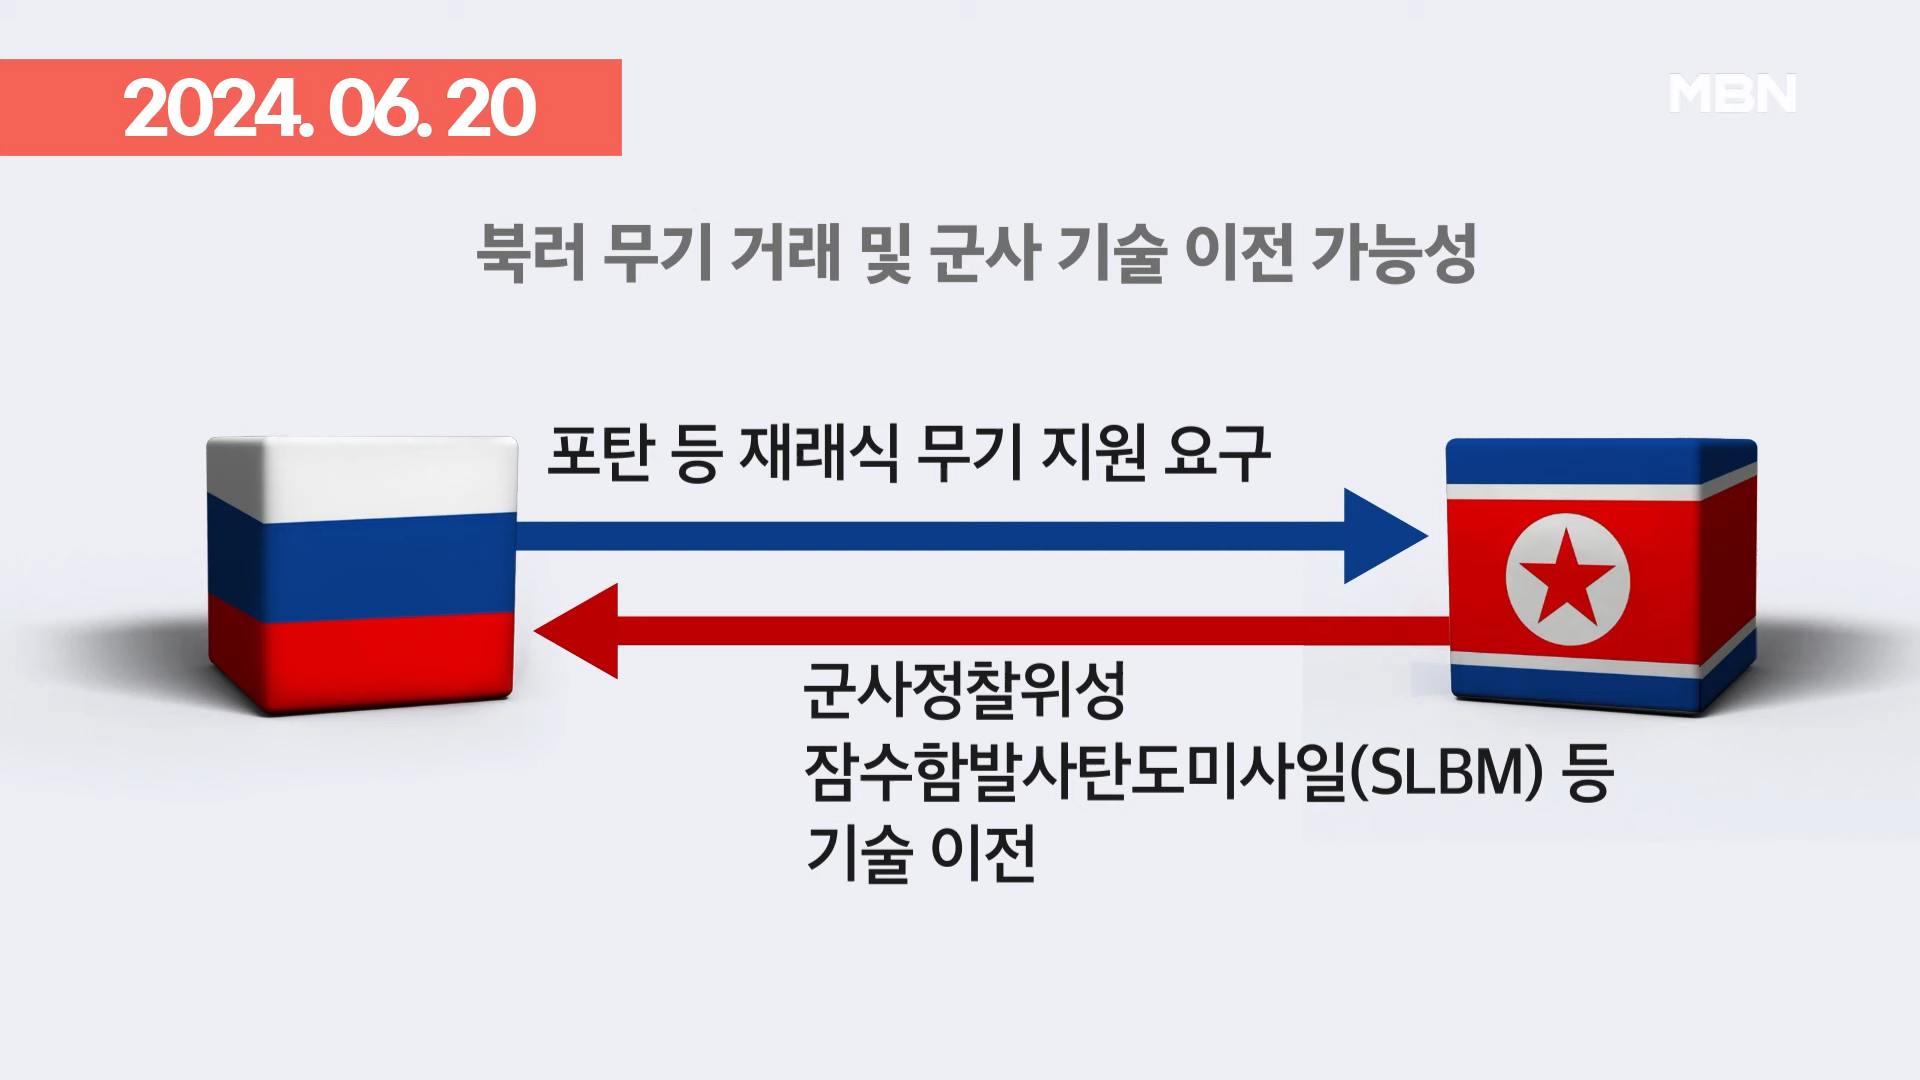 2024. 06. 20
MBN
북러 무기 거래 및 군사 기술 이전 가능성
포탄 등 재래식 무기 지원 요구
군사정찰위성
잠수함발사탄도미사일(SLBM) 등
기술 이전